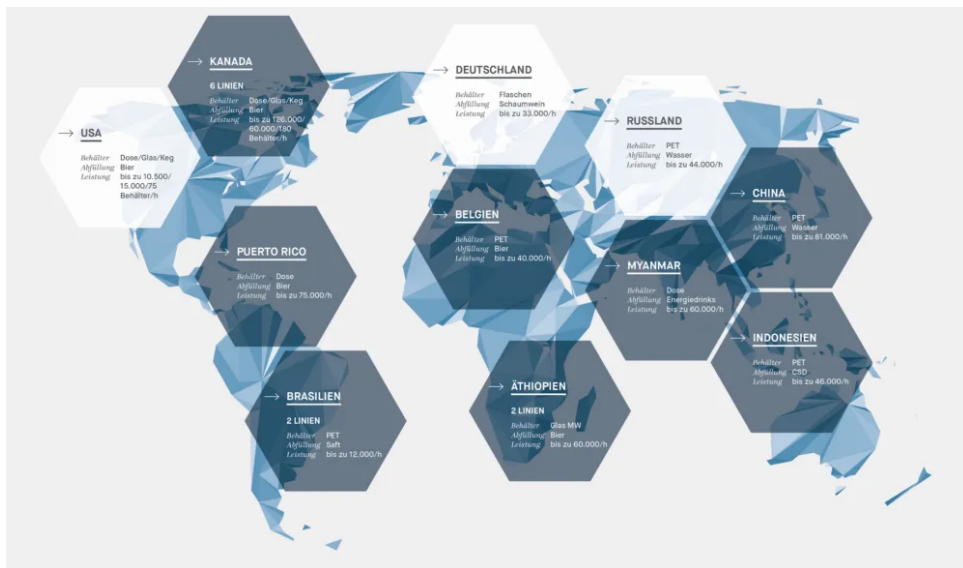 → KANADA
6 LINIEN
Behälter Dose/Glas/Keg
Abfüllung Bier
Leistung bis zu 126.000/
60.000/180
Behälter/h
→ DEUTSCHLAND
Behälter Flaschen
Abfüllung Schaumwein
Leistung bis zu 33.000/h
→ USA
Behälter Dose/Glas/Keg
Abfüllung Bier
Leistung bis zu 10.500/
15.000/75
Behälter/h
→ RUSSLAND
Behälter PET
Abfüllung Wasser
Leistung bis zu 44.000/h
→ CHINA
Behälter PET
Abfüllung Wasser
Leistung bis zu 81.000/h
→ BELGIEN
Behälter PET
Abfüllung Bier
Leistung bis zu 40.000/h
→ PUERTO RICO
Behälter Dose
Abfüllung Bier
Leistung bis zu 75.000/h
→ MYANMAR
Behälter Dose
Abfüllung Energiedrinks
Leistung bis zu 60.000/h
→ INDONESIEN
Behälter PET
Abfüllung CSD
Leistung bis zu 46.000/h
→ BRASILIEN
2 LINIEN
Behälter PET
Abfüllung Saft
Leistung bis zu 12.000/h
→ ÄTHIOPIEN
2 LINIEN
Behälter Glas MW
Abfüllung Bier
Leistung bis zu 60.000/h